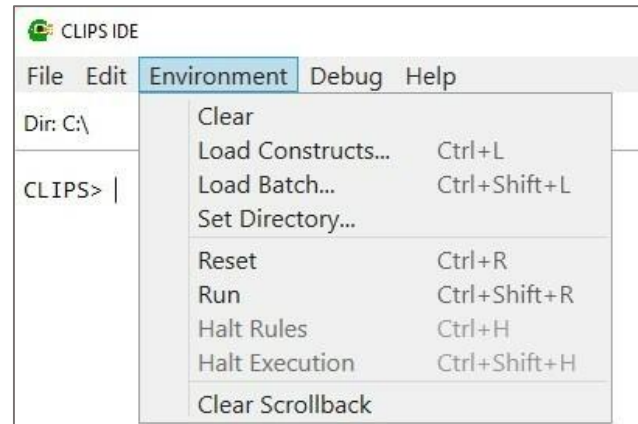 CLIPS IDE
File Edit Environment Debug Help
Dir: C:\
CLIPS>
Clear
Load Constructs... Ctrl+L
Load Batch... Ctrl+Shift+L
Set Directory...
Reset Ctrl+R
Run Ctrl+Shift+R
Halt Rules Ctrl+H
Halt Execution Ctrl+Shift+H
Clear Scrollback